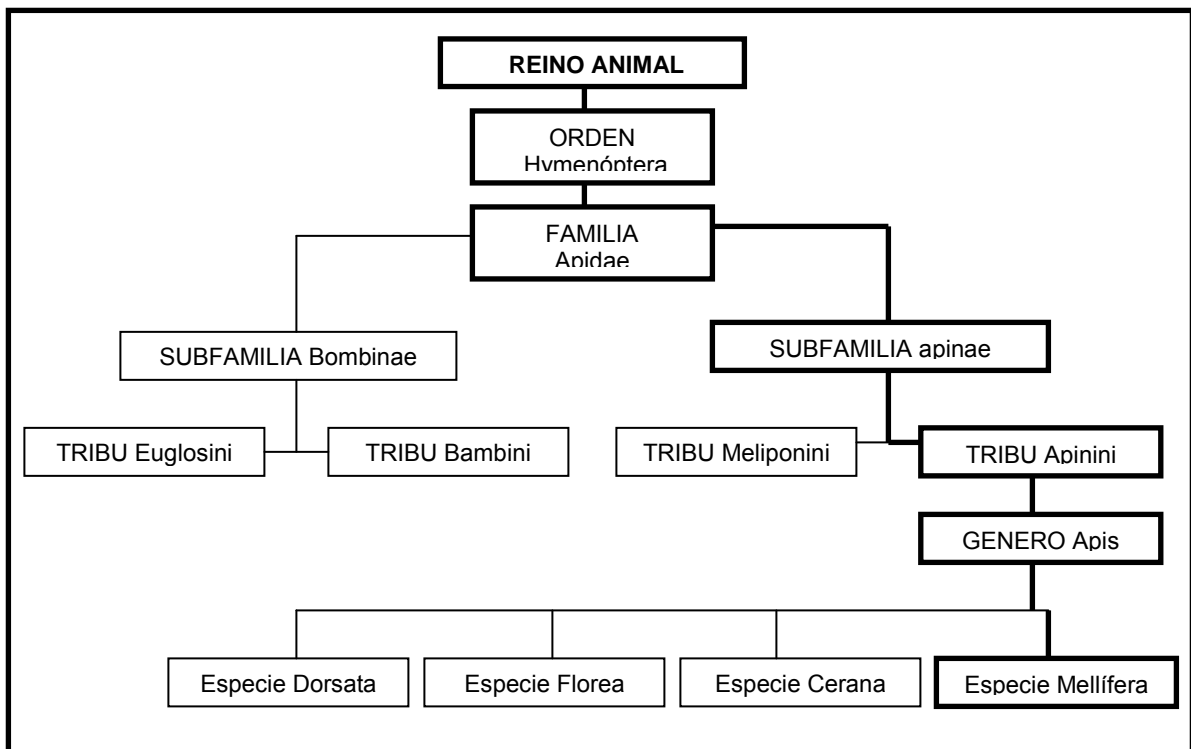 REINO ANIMAL
ORDEN
Hymenóptera
FAMILIA
Apidae
SUBFAMILIA Bombinae
SUBFAMILIA apinae
TRIBU Euglosini
TRIBU Bambini
TRIBU Meliponini
TRIBU Apinini
GENERO Apis
Especie Dorsata
Especie Florea
Especie Cerana
Especie Mellífera